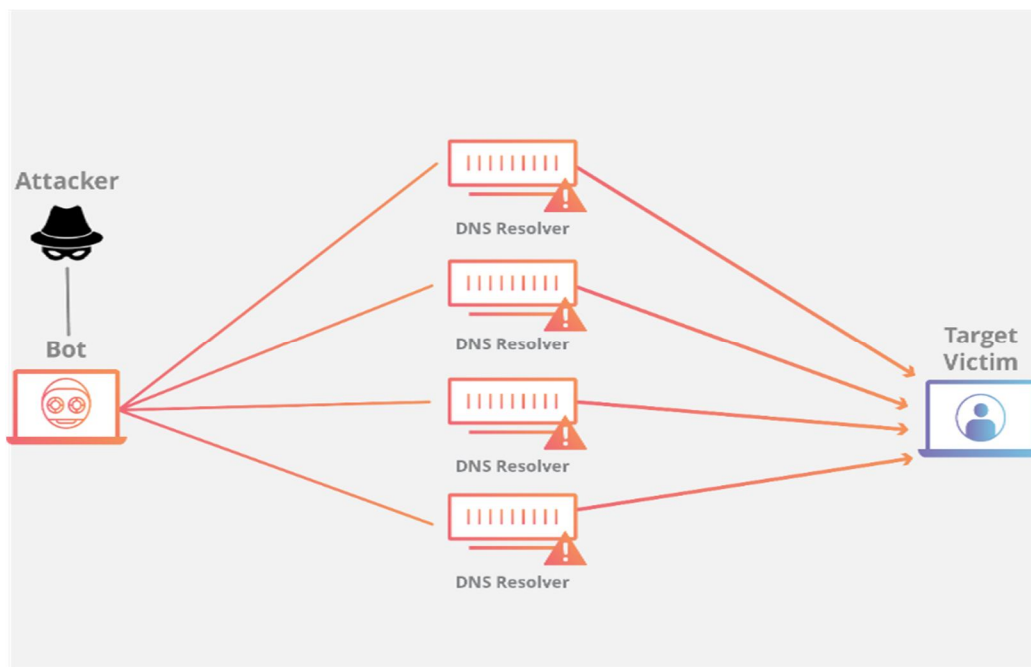 Attacker
Bot
DNS Resolver
DNS Resolver
DNS Resolver
DNS Resolver
Target
Victim